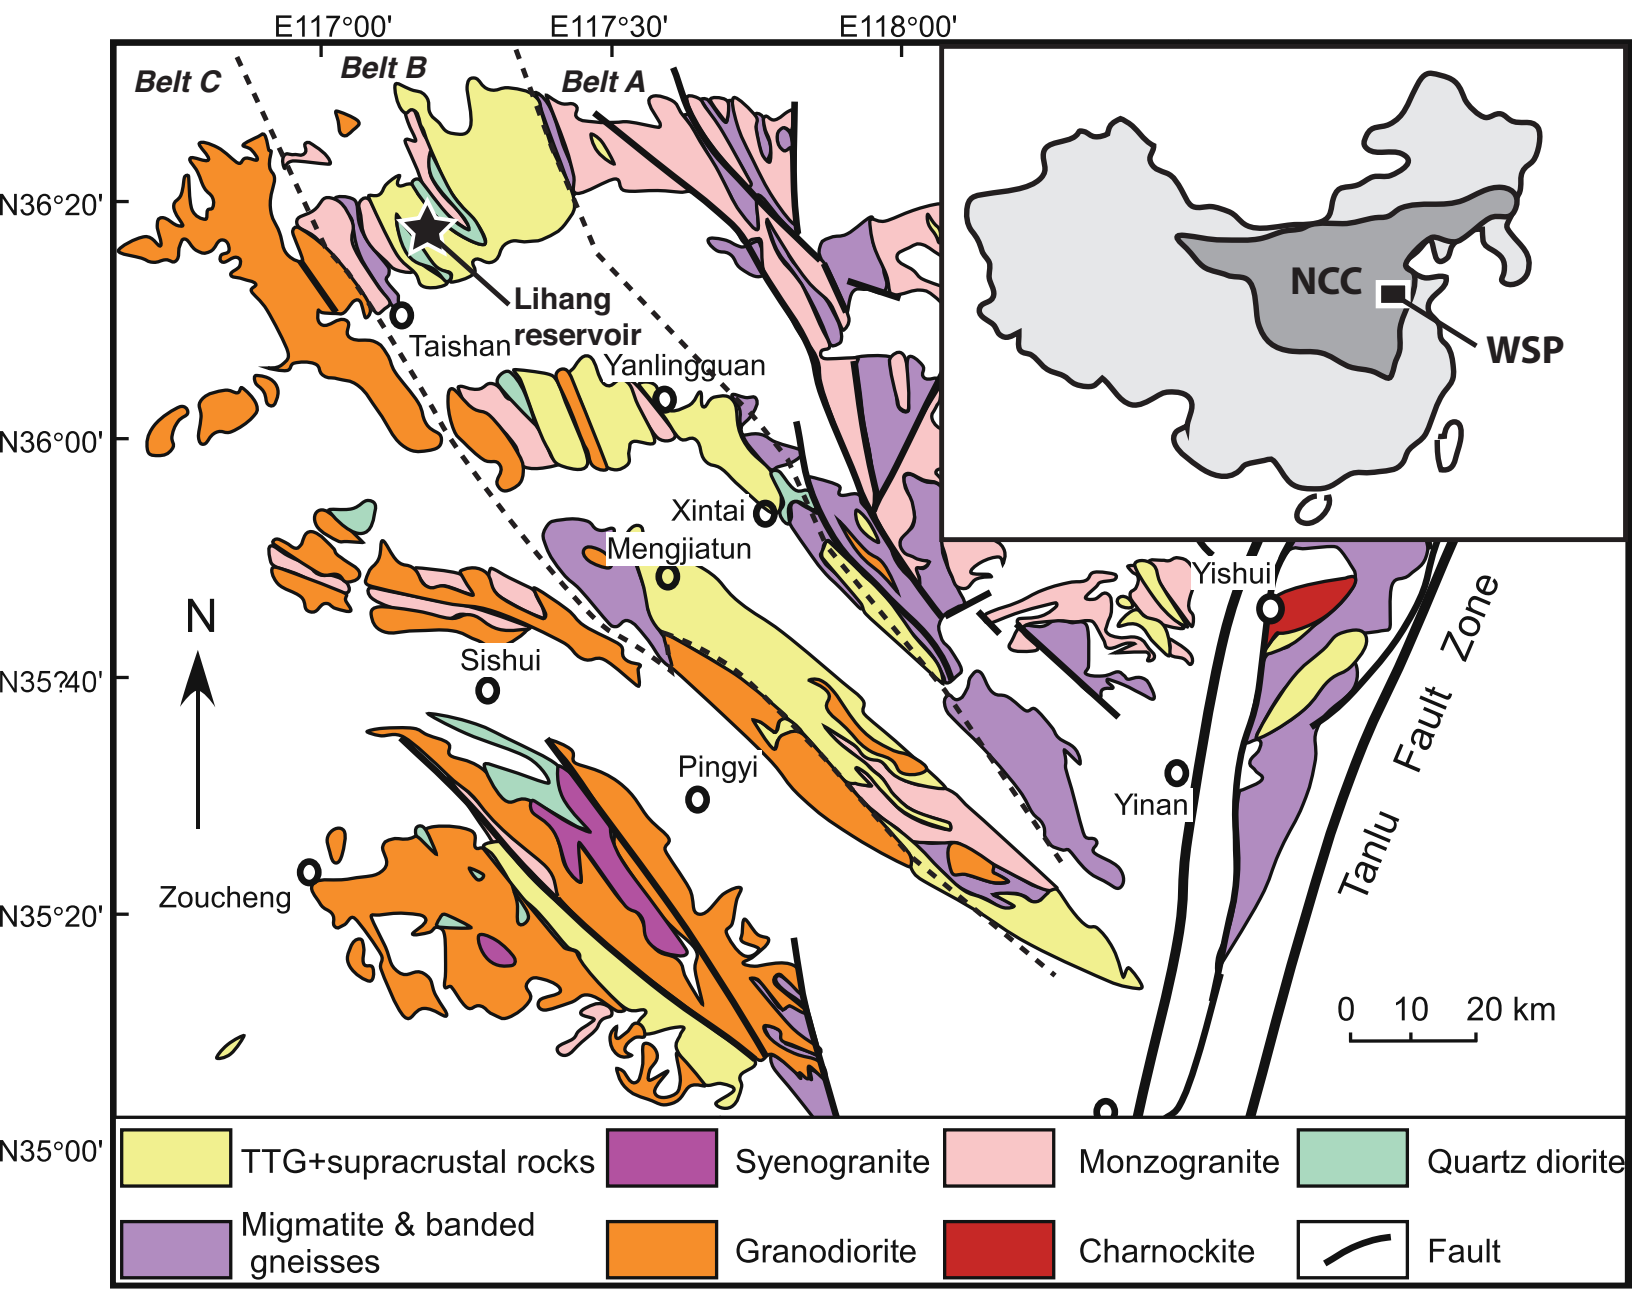 E117°00'
E117°30'
E118°00'
Belt C
Belt B
Belt A
N36°20'
NCC
WSP
Lihang
reservoir
Taishan
Yanlingguan
N36°00'
Xintai
Mengjiatun
Yishui
N
Sishui
N35?40'
Pingyi
Yinan
Tanlu Fault Zone
Zoucheng
N35°20'
0 10 20 km
N35°00'
TTG+supracrustal rocks
Syenogranite
Monzogranite
Quartz diorite
Migmatite & banded
gneisses
Granodiorite
Charnockite
Fault